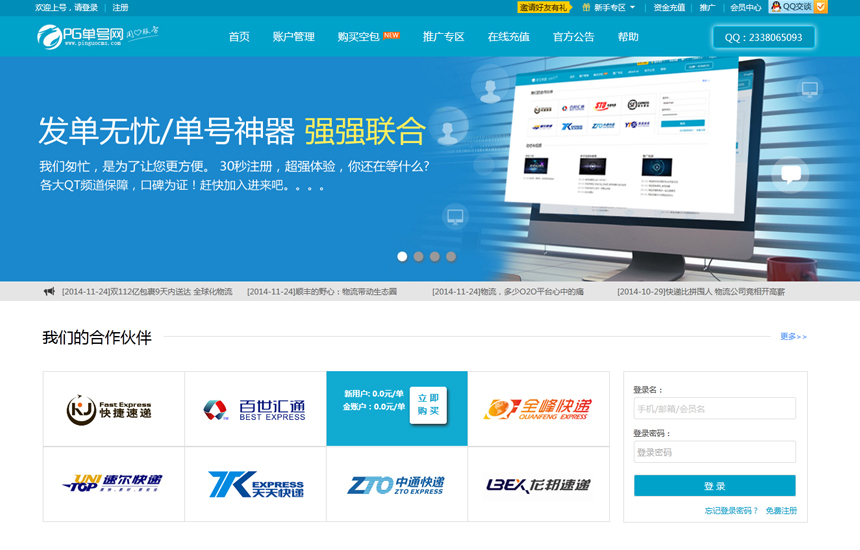 欢迎上号，请登录 | 注册
邀请好友有礼 新手专区 | 资金充值 | 推广 | 会员中心 QQ交谈
PG单号网
www.pinguocms.com
首页 账户管理 购买空包 NEW 推广专区 在线充值 官方公告 帮助
QQ：2338065093
发单无忧/单号神器 强强联合
我们匆忙，是为了让您更方便。 30秒注册，超强体验，你还在等什么?
各大QT频道保障，口碑为证！赶快加入进来吧。。。。
[2014-11-24]双112亿包裹9天内送达 全球化物流 [2014-11-24]顺丰的野心：物流带动生态圆 [2014-11-24]物流，多少O2O平台心中的痛 [2014-10-29]快递比拼围人 物流公司竞相开高薪
我们的合作伙伴
更多>>
KJ Fast Express 快捷速递
百世汇通 BEST EXPRESS
新用户: 0.0元/单
金账户：0.0元/单
立即
购买
全峰快递 QUANFENG EXPRESS
UNI TOP 速尔快递
TTK EXPRESS 天天快递
ZTO 中通快递 ZTO EXPRESS
LBEX 龙邦速递
登录名：
手机/邮箱/会员名
登录密码：
登录密码
登录
忘记登录密码？ 免费注册